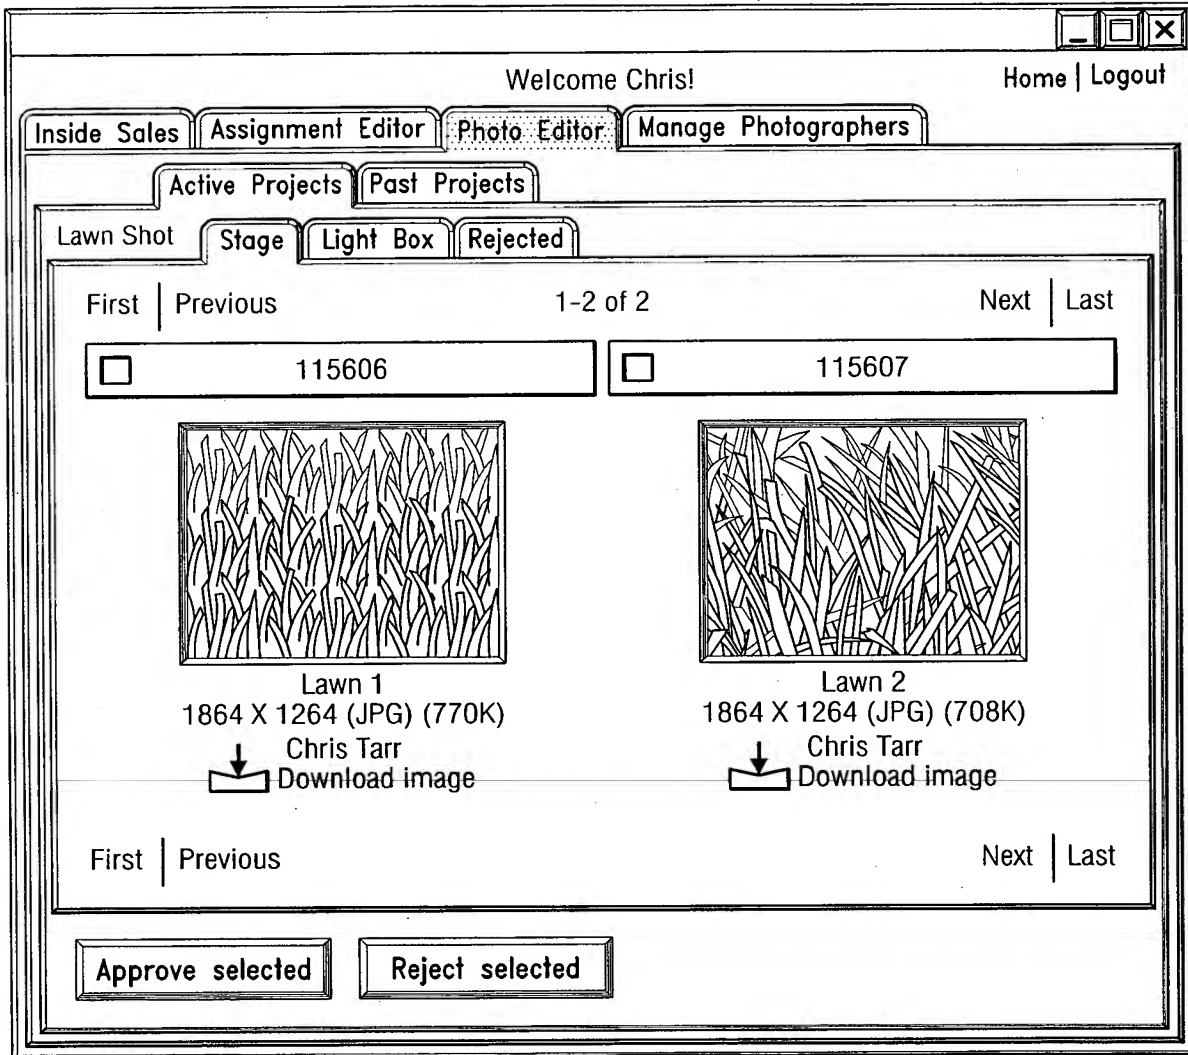 Welcome Chris!
Home | Logout
Inside Sales Assignment Editor Photo Editor Manage Photographers
Active Projects Past Projects
Lawn Shot Stage Light Box Rejected
First | Previous 1-2 of 2 Next | Last
115606 115607
Lawn 1 Lawn 2
1864 X 1264 (JPG) (770K) 1864 X 1264 (JPG) (708K)
Chris Tarr Chris Tarr
Download image Download image
First | Previous Next | Last
Approve selected Reject selected